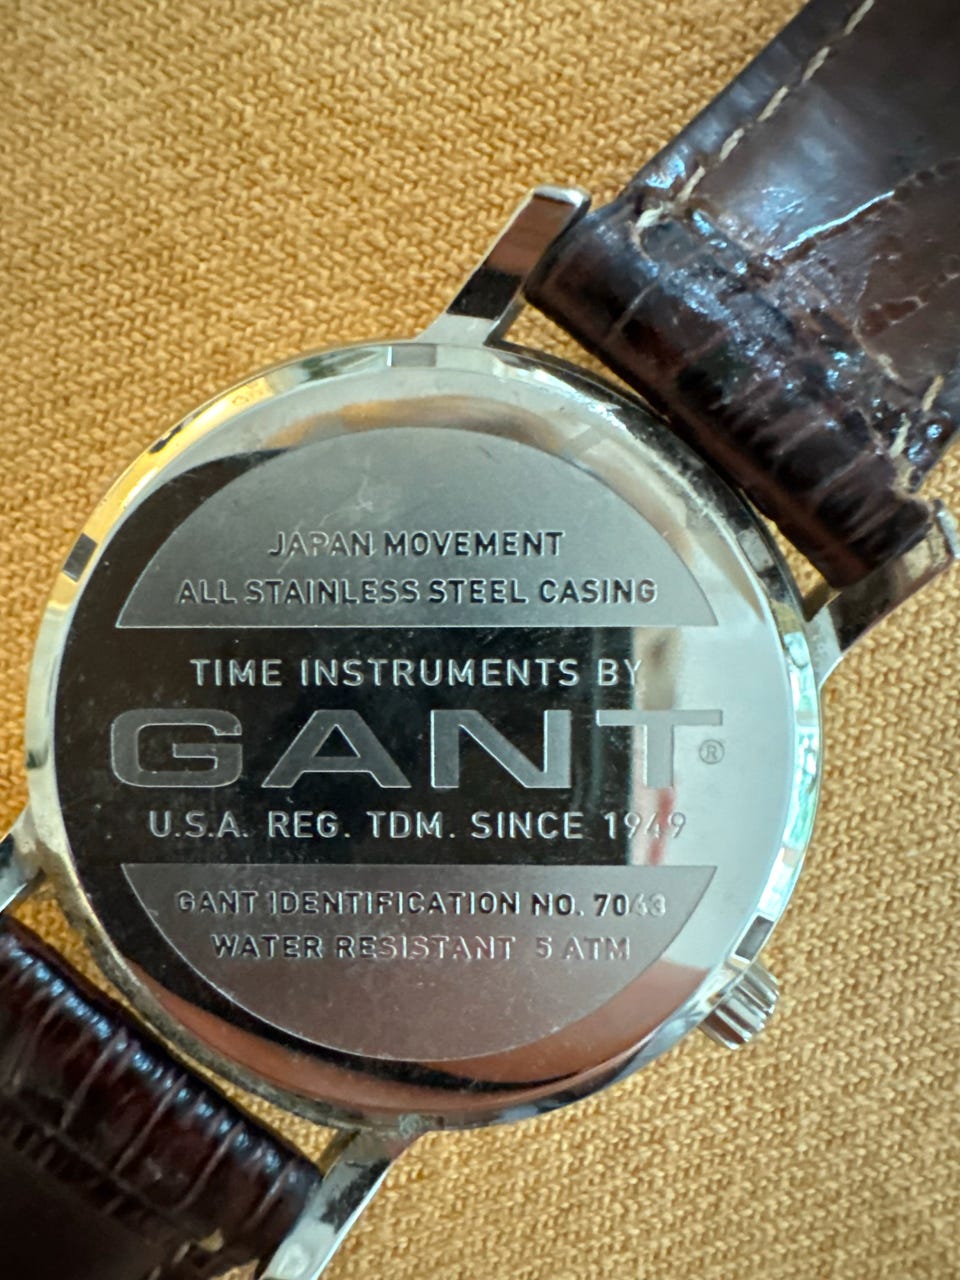 JAPAN MOVEMENT
ALL STAINLESS STEEL CASING
TIME INSTRUMENTS BY
GANT®
U.S.A. REG. TDM. SINCE 1949
GANT IDENTIFICATION NO. 7043
WATER RESISTANT 5 ATM